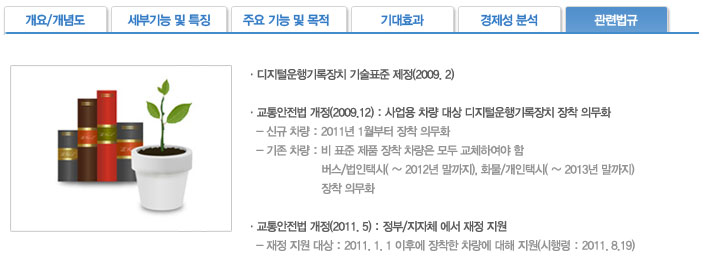 개요/개념도 세부기능 및 특징 주요 기능 및 목적 기대효과 경제성 분석 관련법규
· 디지털운행기록장치 기술표준 제정(2009. 2)
· 교통안전법 개정(2009.12) : 사업용 차량 대상 디지털운행기록장치 장착 의무화
- 신규 차량 : 2011년 1월부터 장착 의무화
- 기존 차량 : 비 표준 제품 장착 차량은 모두 교체하여야 함
버스/법인택시( ~ 2012년 말까지), 화물/개인택시( ~ 2013년 말까지)
장착 의무화
· 교통안전법 개정(2011. 5) : 정부/지자체 에서 재정 지원
- 재정 지원 대상 : 2011. 1. 1 이후에 장착한 차량에 대해 지원(시행령 : 2011. 8.19)